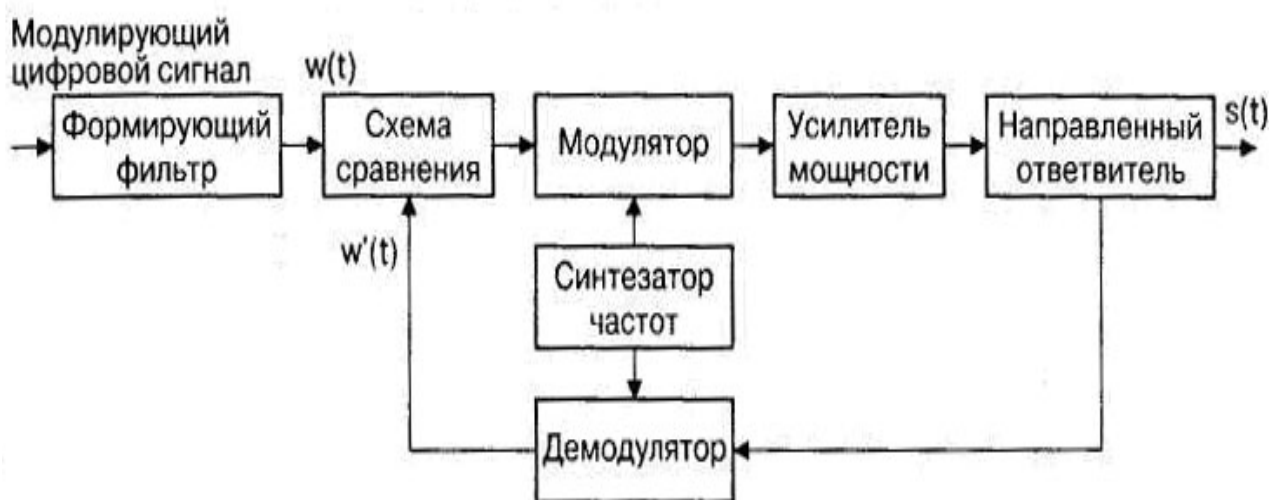 Модулирующий
цифровой сигнал
w(t)
Формирующий
фильтр
Схема
сравнения
Модулятор
Усилитель
мощности
Направленный
ответвитель
s(t)
w'(t)
Синтезатор
частот
Демодулятор